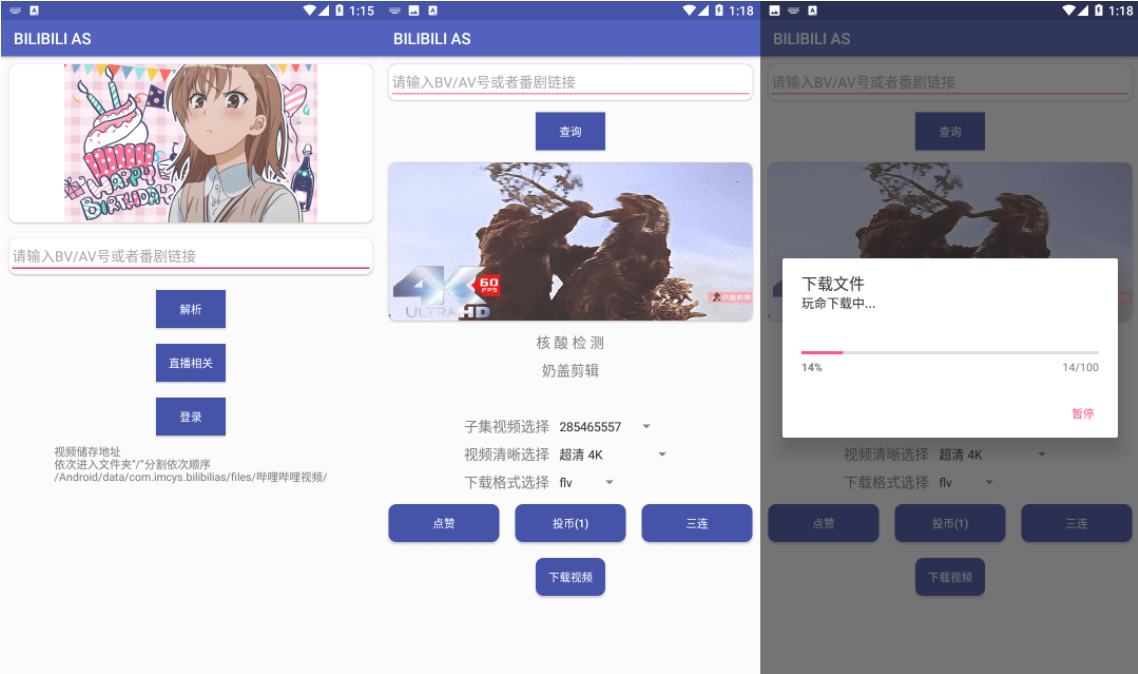 1:15
BILIBILI AS
HAPPY
BIRTHDAY
请输入BV/AV号或者番剧链接
解析
直播相关
登录
视频储存地址
依次进入文件夹“/”分割依次顺序
/Android/data/com.imcys.bilibilias/files/哔哩哔哩视频/
1:18
BILIBILI AS
请输入BV/AV号或者番剧链接
查询
4K
60
FPS
ULTRAHD
核 酸 检 测
奶盖剪辑
子集视频选择 285465557
视频清晰选择 超清 4K
下载格式选择 flv
点赞
投币(1)
三连
下载视频
1:18
BILIBILI AS
请输入BV/AV号或者番剧链接
查询
下载文件
玩命下载中...
14%
14/100
暂停
视频清晰选择 超清 4K
下载格式选择 flv
点赞
投币(1)
三连
下载视频